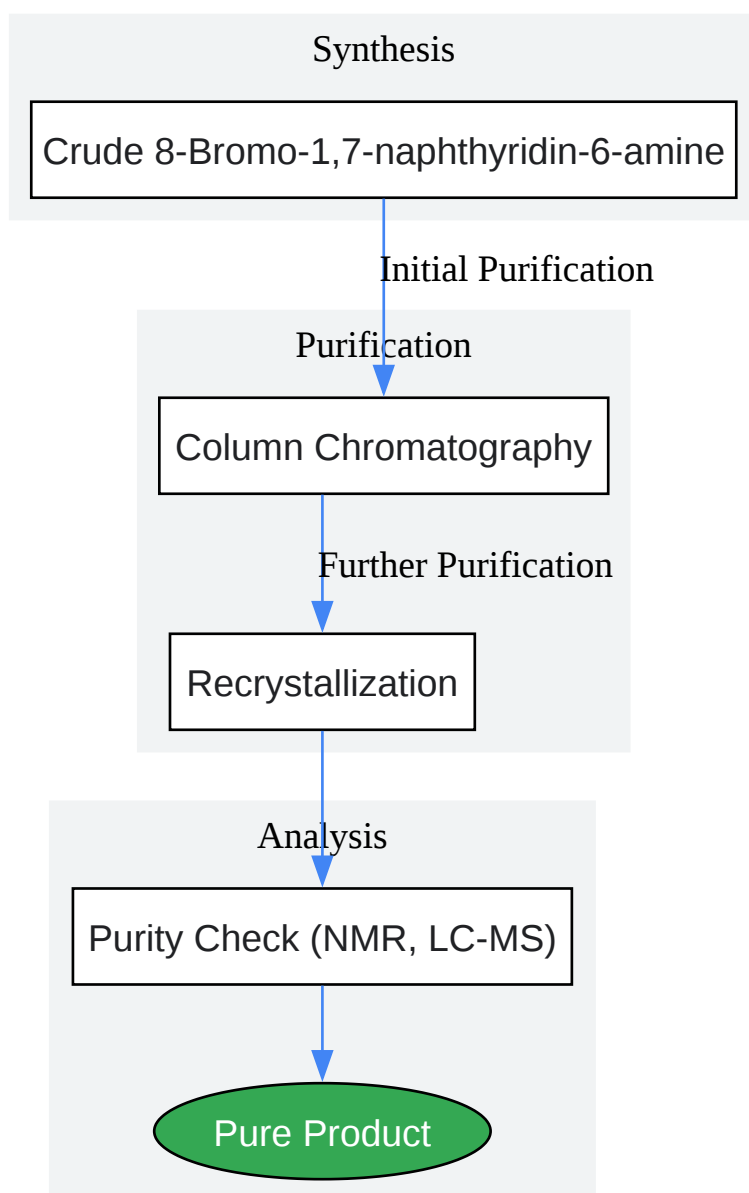 Synthesis
Crude 8-Bromo-1,7-naphthyridin-6-amine
Initial Purification
Purification
Column Chromatography
Further Purification
Recrystallization
Analysis
Purity Check (NMR, LC-MS)
Pure Product